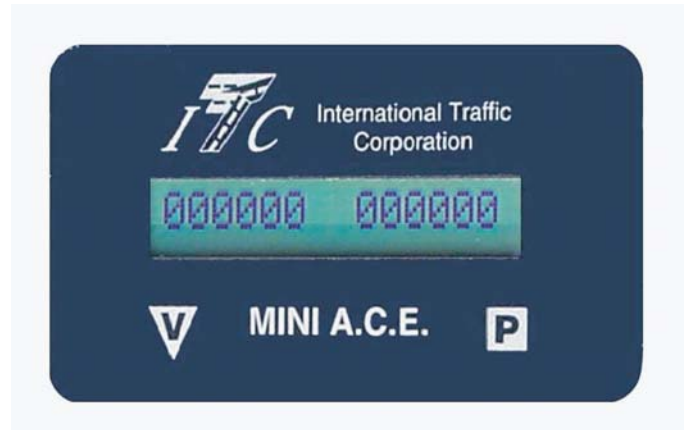 ITC
International Traffic
Corporation
000000 000000
V MINI A.C.E. P